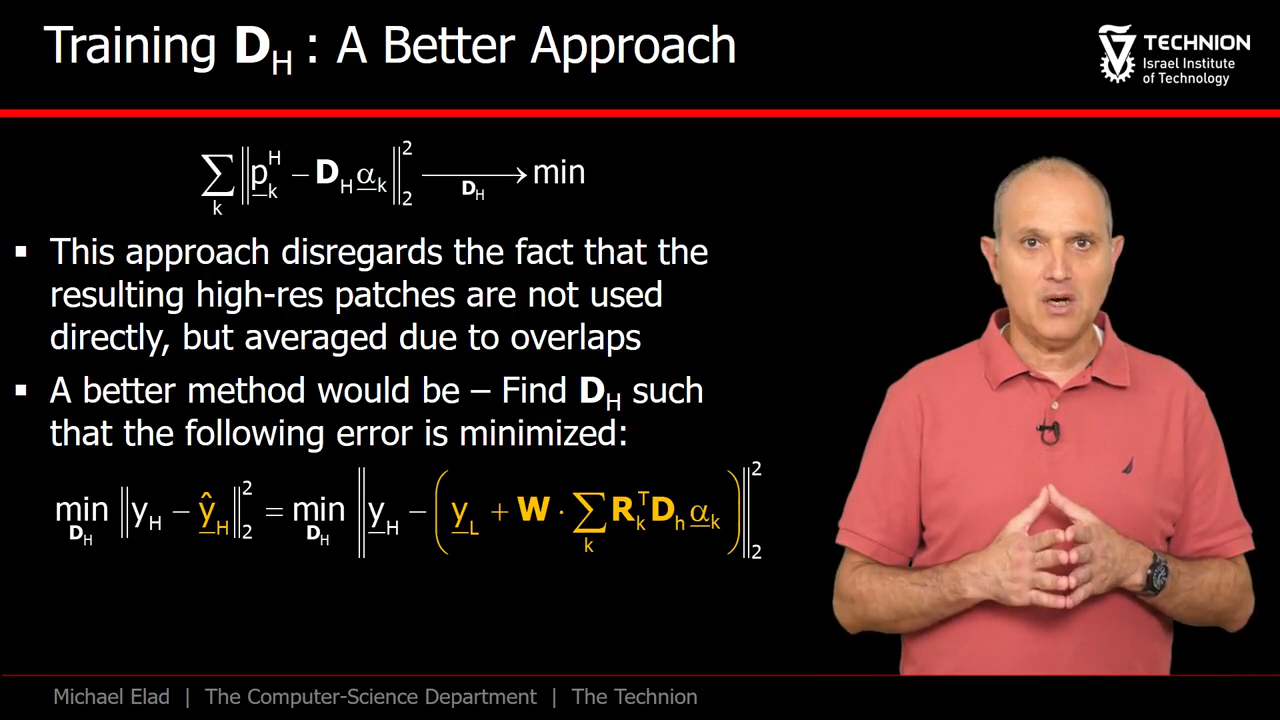 Training D_H : A Better Approach
TECHNION
Israel Institute
of Technology
∑_k ‖p_k^H − D_H α_k‖_2^2 ⟶_{D_H} min
▪ This approach disregards the fact that the
resulting high-res patches are not used
directly, but averaged due to overlaps
▪ A better method would be – Find D_H such
that the following error is minimized:
min_{D_H} ‖y_H − ŷ_H‖_2^2 = min_{D_H} ‖y_H − (y_L + W · ∑_k R_k^T D_h α_k)‖_2^2
Michael Elad | The Computer-Science Department | The Technion